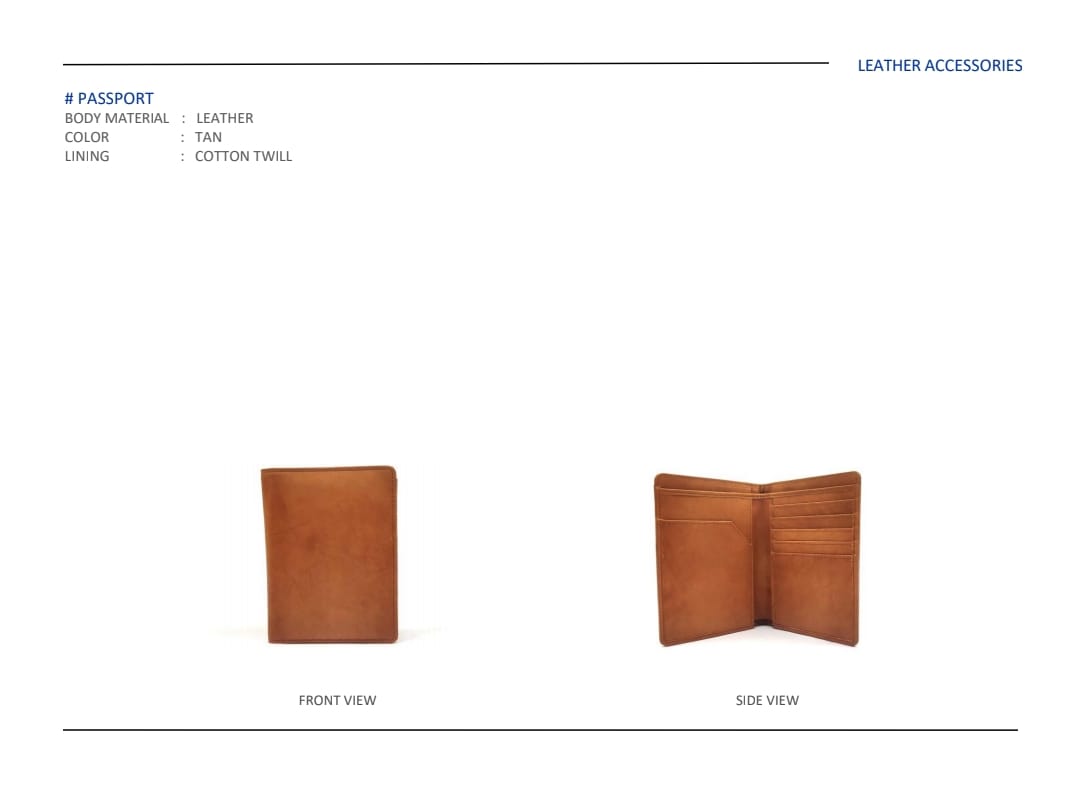 LEATHER ACCESSORIES
# PASSPORT
BODY MATERIAL : LEATHER
COLOR : TAN
LINING : COTTON TWILL
FRONT VIEW
SIDE VIEW